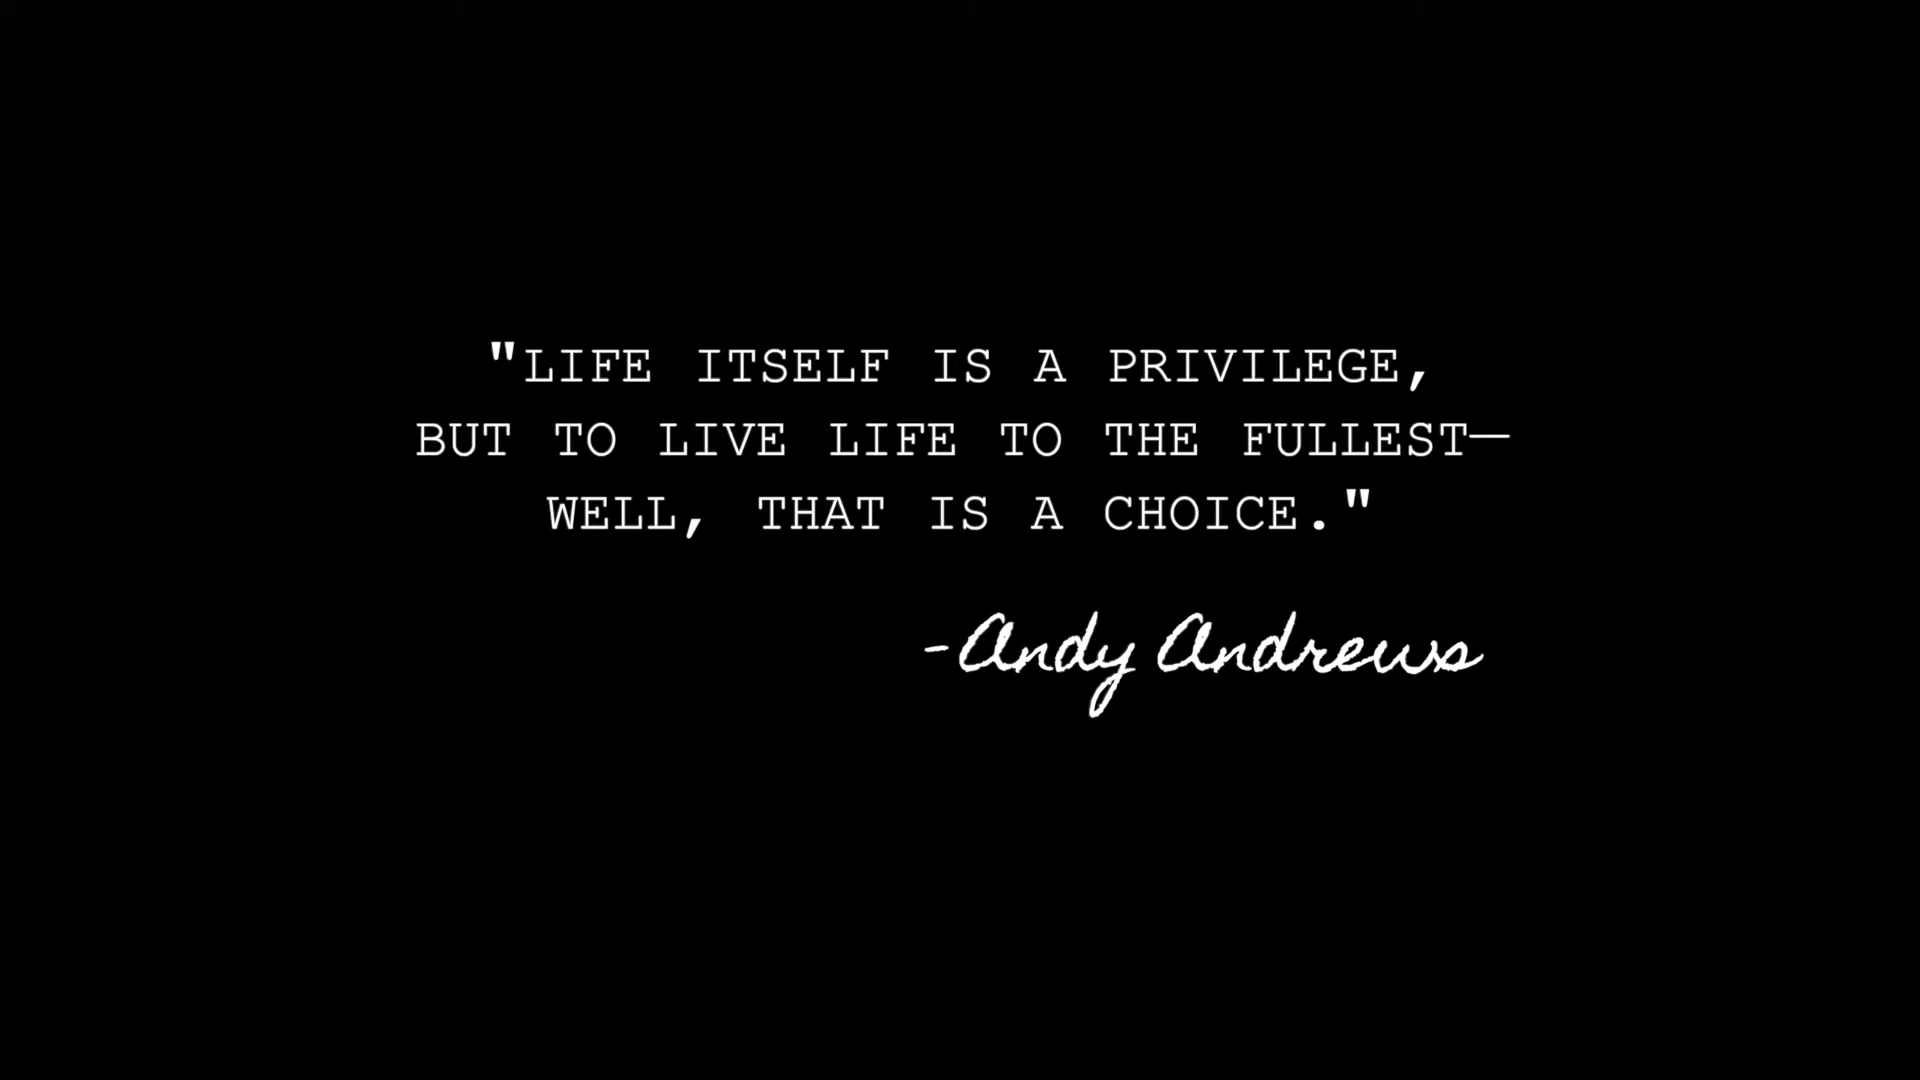 "LIFE ITSELF IS A PRIVILEGE,
BUT TO LIVE LIFE TO THE FULLEST—
WELL, THAT IS A CHOICE."
-Andy Andrews